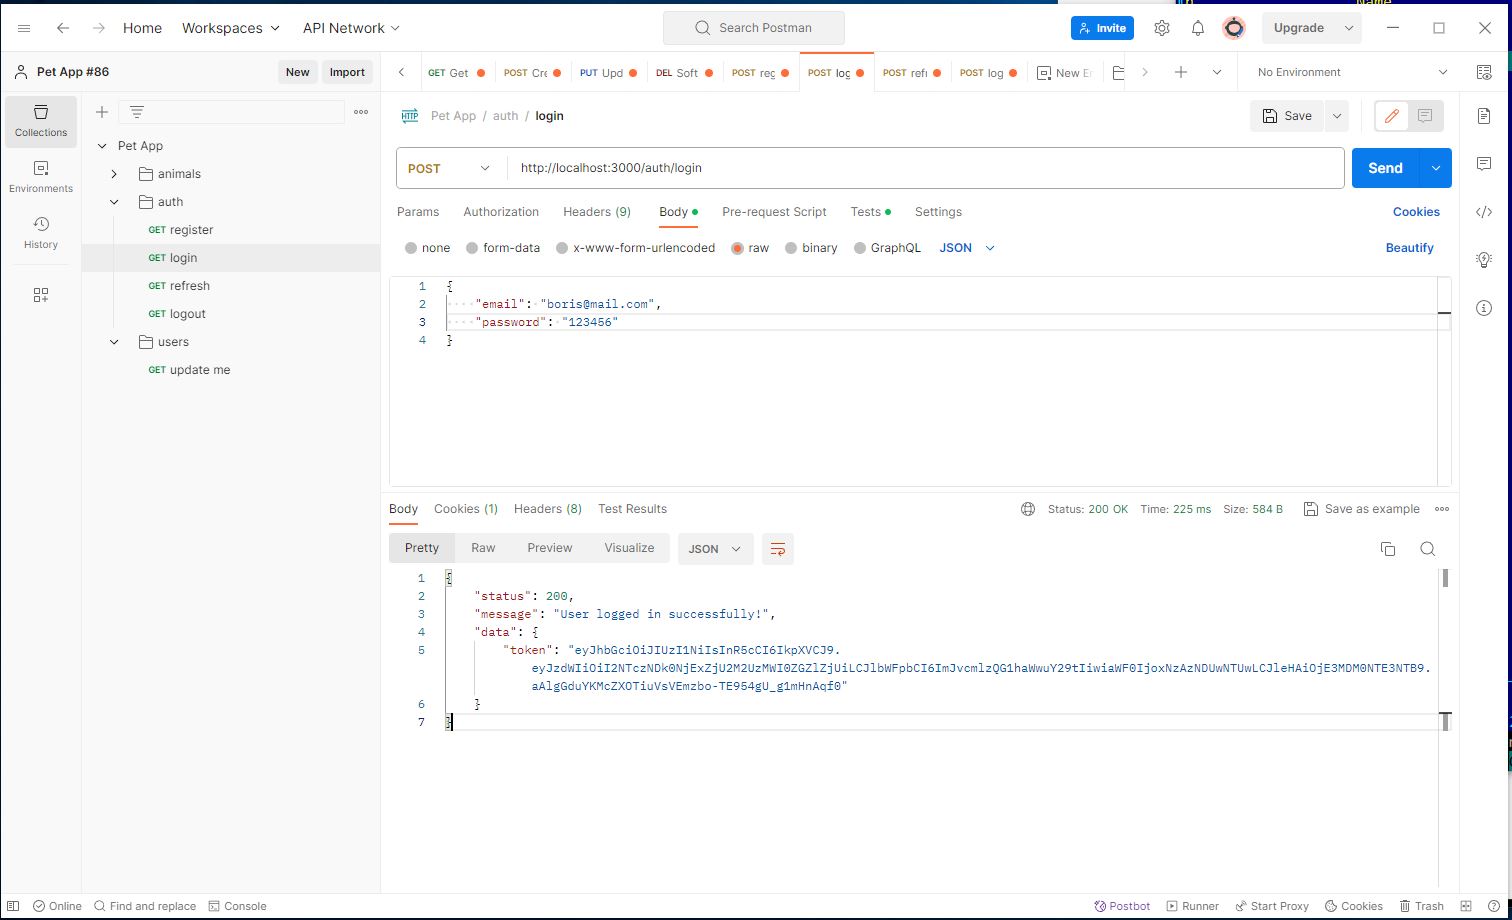 Name
Home
Workspaces
API Network
Search Postman
Invite
Upgrade
Pet App #86
New
Import
GET Get
POST Cre
PUT Upd
DEL Soft
POST reg
POST log
POST refr
POST log
New En
No Environment
Collections
Environments
History
Pet App
animals
auth
GET register
GET login
GET refresh
GET logout
users
GET update me
HTTP Pet App / auth / login
Save
POST
http://localhost:3000/auth/login
Send
Params
Authorization
Headers (9)
Body
Pre-request Script
Tests
Settings
Cookies
none
form-data
x-www-form-urlencoded
raw
binary
GraphQL
JSON
Beautify
1 {
2 "email": "boris@mail.com",
3 "password": "123456"
4 }
Body
Cookies (1)
Headers (8)
Test Results
Status: 200 OK
Time: 225 ms
Size: 584 B
Save as example
Pretty
Raw
Preview
Visualize
JSON
1 {
2 "status": 200,
3 "message": "User logged in successfully!",
4 "data": {
5 "token": "eyJhbGciOiJIUzI1NiIsInR5cCI6IkpXVCJ9.
eyJzdWIiOiI2NTczNDk0NjExZjU2M2UzMWI0ZGZlZjUiLCJlbWFpbCI6ImJvcmlzQG1haWwuY29tIiwiaWF0IjoxNzAzNDUwNTUwLCJleHAiOjE3MDM0NTE3NTB9.
aAlgGduYKMcZXOTiuVsVEmzbo-TE954gU_g1mHnAqf0"
6 }
7 }
Online
Find and replace
Console
Postbot
Runner
Start Proxy
Cookies
Trash